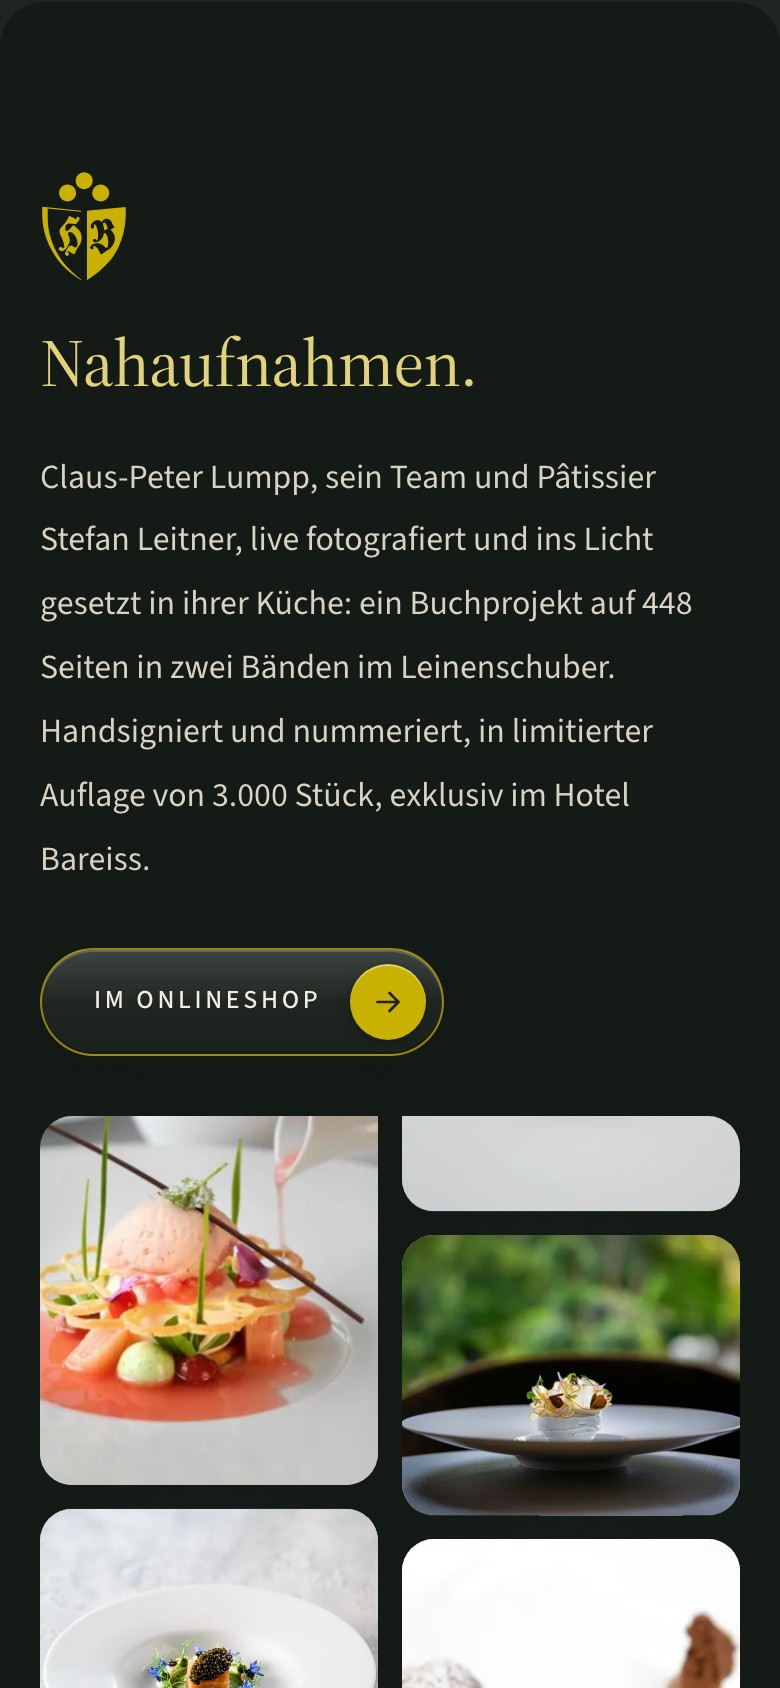 HB
Nahaufnahmen.
Claus-Peter Lumpp, sein Team und Pâtissier
Stefan Leitner, live fotografiert und ins Licht
gesetzt in ihrer Küche: ein Buchprojekt auf 448
Seiten in zwei Bänden im Leinenschuber.
Handsigniert und nummeriert, in limitierter
Auflage von 3.000 Stück, exklusiv im Hotel
Bareiss.
IM ONLINESHOP